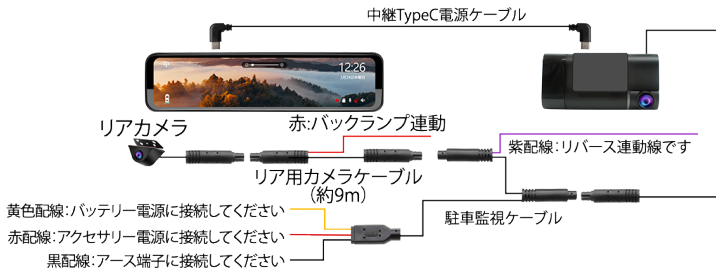 中継TypeC電源ケーブル
12:26
リアカメラ
赤:バックランプ連動
紫配線:リバース連動線です
リア用カメラケーブル
(約9m)
黄色配線:バッテリー電源に接続してください
駐車監視ケーブル
赤配線:アクセサリー電源に接続してください
黒配線:アース端子に接続してください